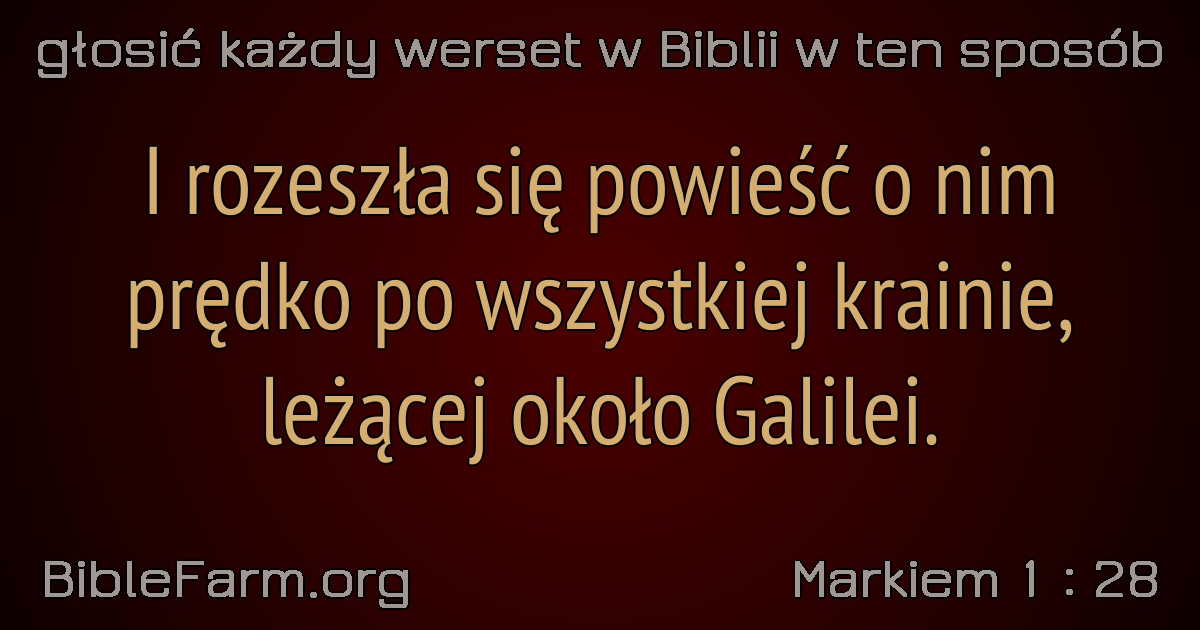 głosić każdy werset w Biblii w ten sposób
I rozeszła się powieść o nim
prędko po wszystkiej krainie,
leżącej około Galilei.
BibleFarm.org
Markiem 1 : 28